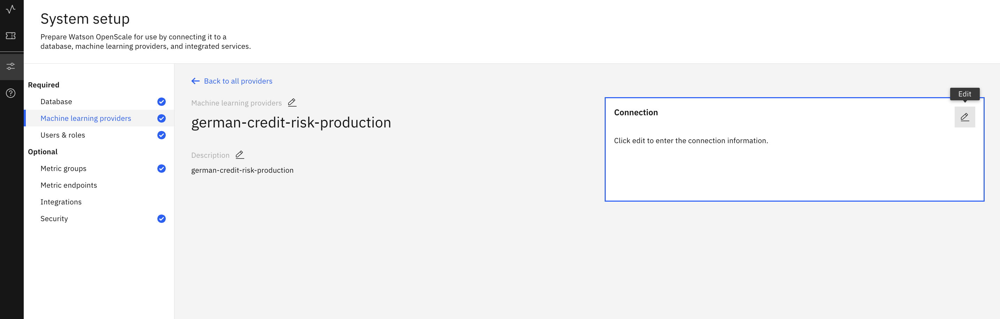 System setup
Prepare Watson OpenScale for use by connecting it to a
database, machine learning providers, and integrated services.
Required
Database
Machine learning providers
Users & roles
Optional
Metric groups
Metric endpoints
Integrations
Security
Back to all providers
Machine learning providers
german-credit-risk-production
Description
german-credit-risk-production
Edit
Connection
Click edit to enter the connection information.